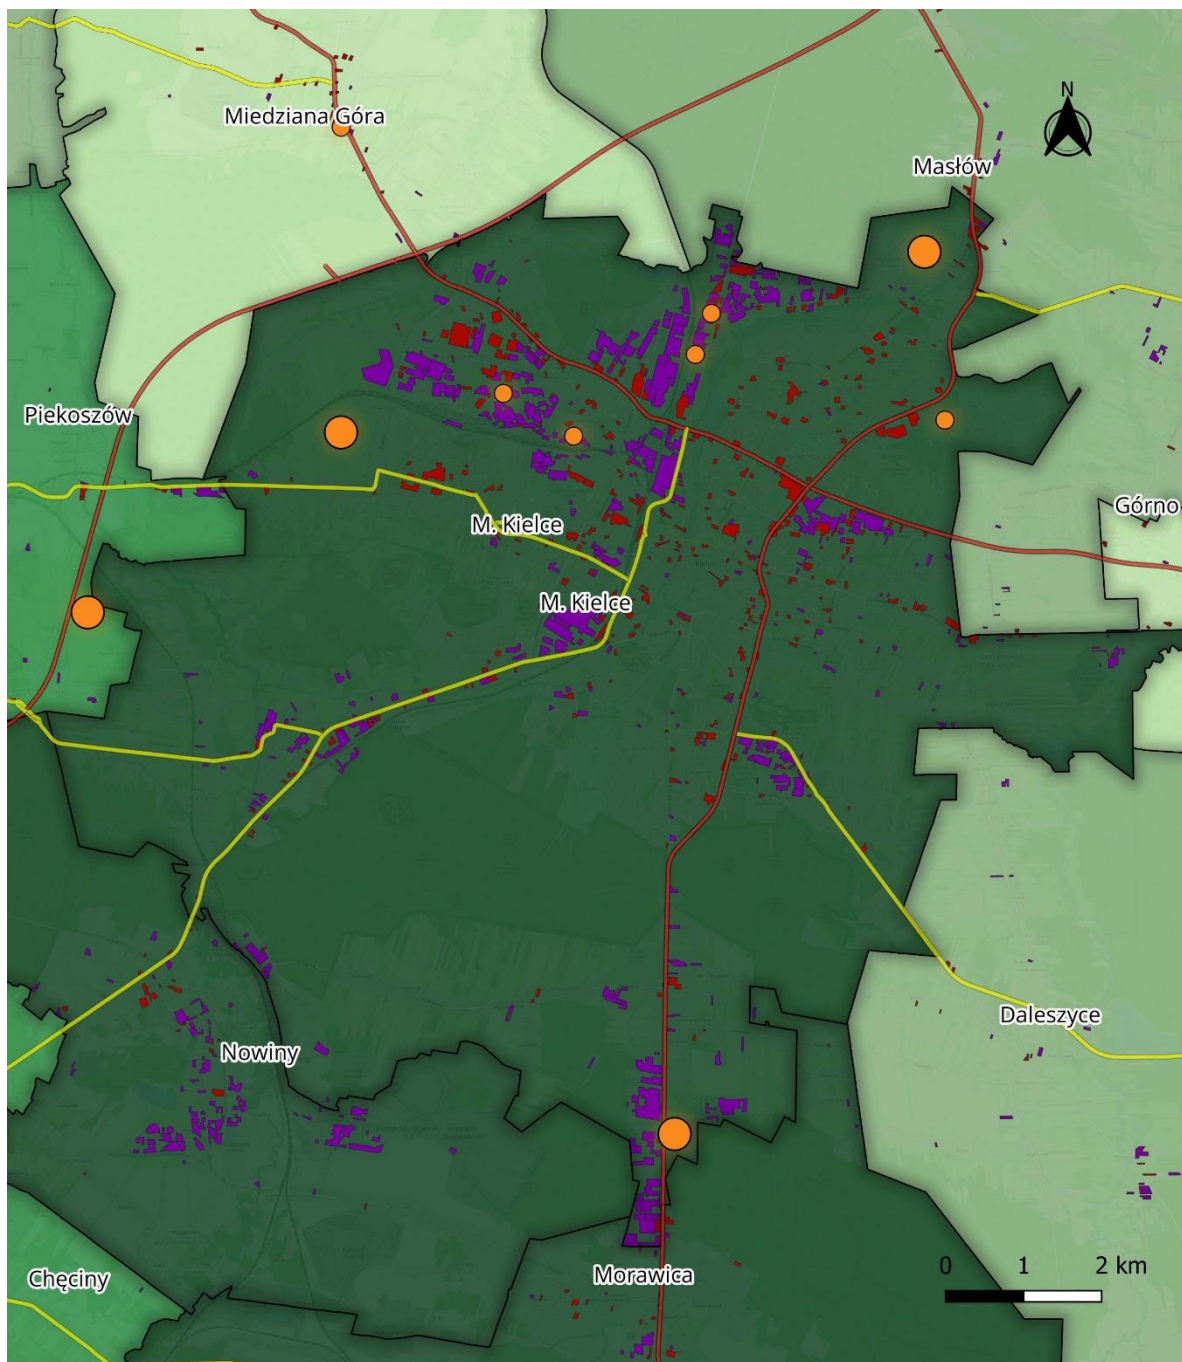 Miedziana Góra
N
Masłów
Piekoszów
Górno
M. Kielce
M. Kielce
Daleszyce
Nowiny
Morawica
Chęciny
0 1 2 km